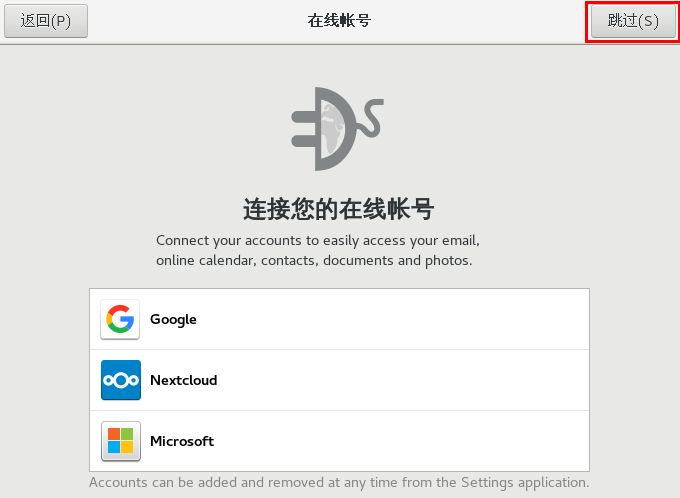 返回(P)
在线帐号
跳过(S)
连接您的在线帐号
Connect your accounts to easily access your email,
online calendar, contacts, documents and photos.
Google
Nextcloud
Microsoft
Accounts can be added and removed at any time from the Settings application.